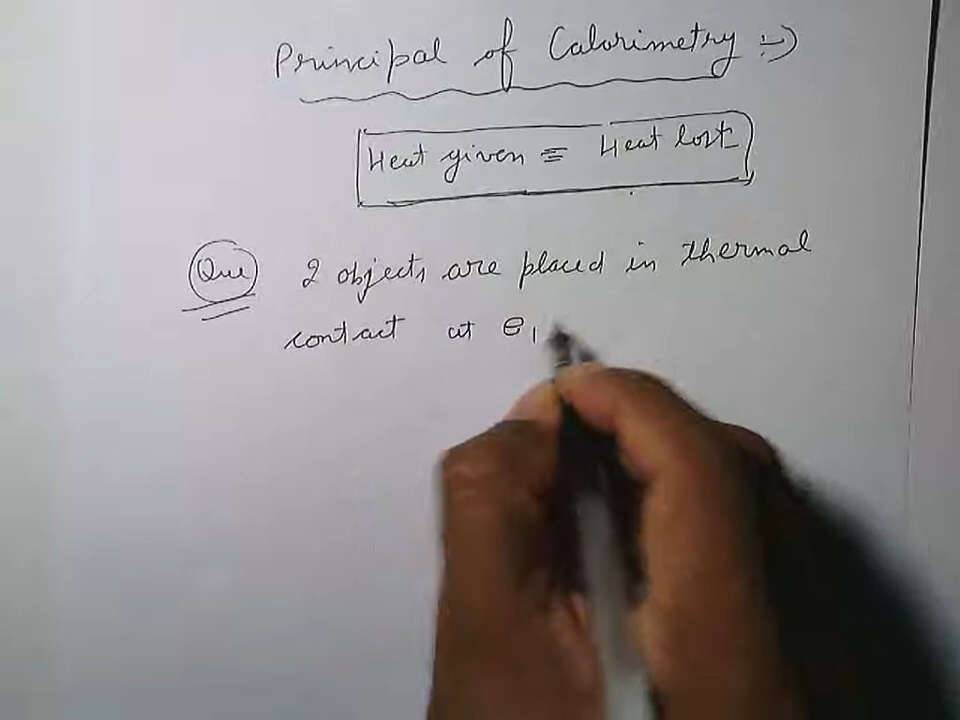 Principal of Calorimetry :-)
Heat given = Heat lost
Que 2 objects are placed in thermal
contact at θ1